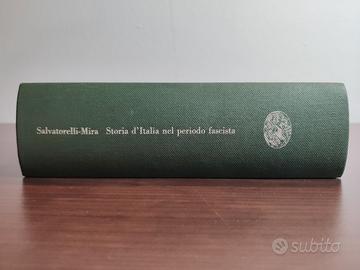 Salvatorelli-Mira Storia d'Italia nel periodo fascista
subito